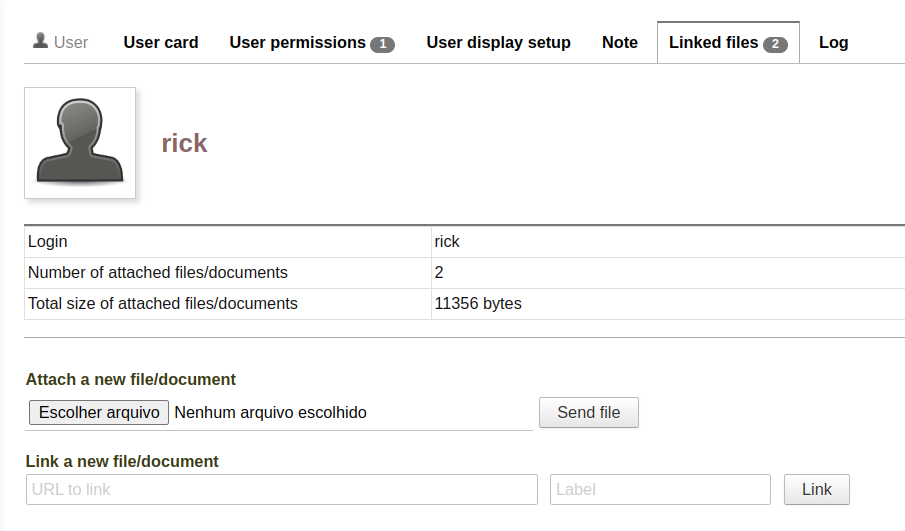 User User card User permissions 1 User display setup Note Linked files 2 Log
rick
Login rick
Number of attached files/documents 2
Total size of attached files/documents 11356 bytes
Attach a new file/document
Escolher arquivo Nenhum arquivo escolhido Send file
Link a new file/document
URL to link Label Link